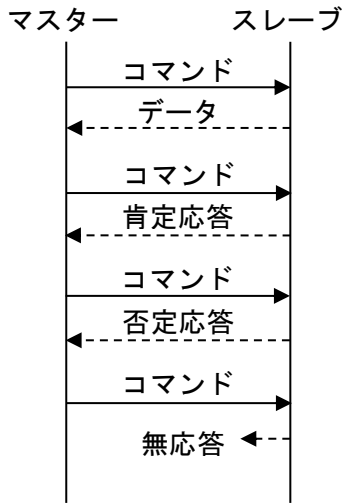 マスター スレーブ
コマンド
データ
コマンド
肯定応答
コマンド
否定応答
コマンド
無応答